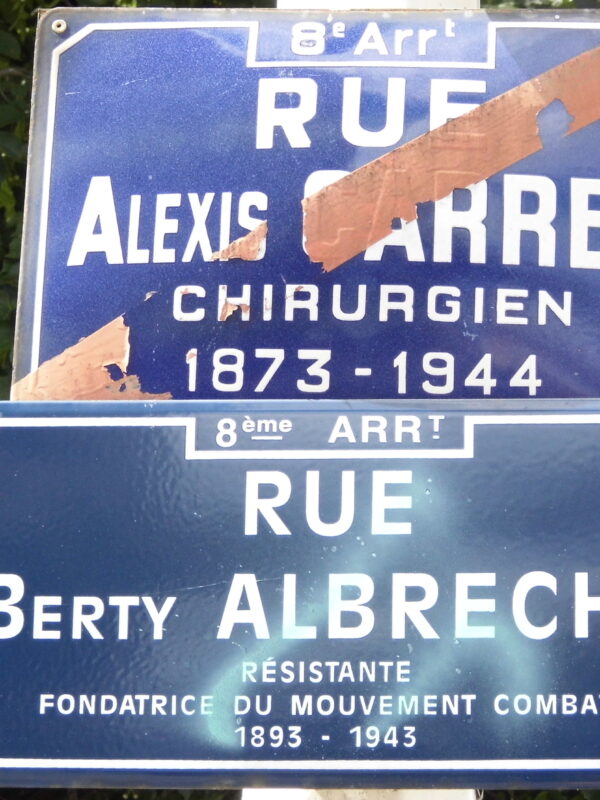 8e Arrt
RUE
ALEXIS CARRE
CHIRURGIEN
1873 - 1944
8ème ARRT
RUE
BERTY ALBRECH
RÉSISTANTE
FONDATRICE DU MOUVEMENT COMBA
1893 - 1943